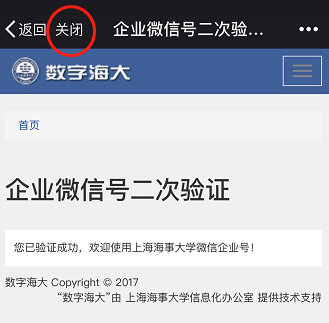 返回 关闭 企业微信号二次验...
数字海大
首页
企业微信号二次验证
您已验证成功，欢迎使用上海海事大学微信企业号！
数字海大 Copyright © 2017
“数字海大”由 上海海事大学信息化办公室 提供技术支持